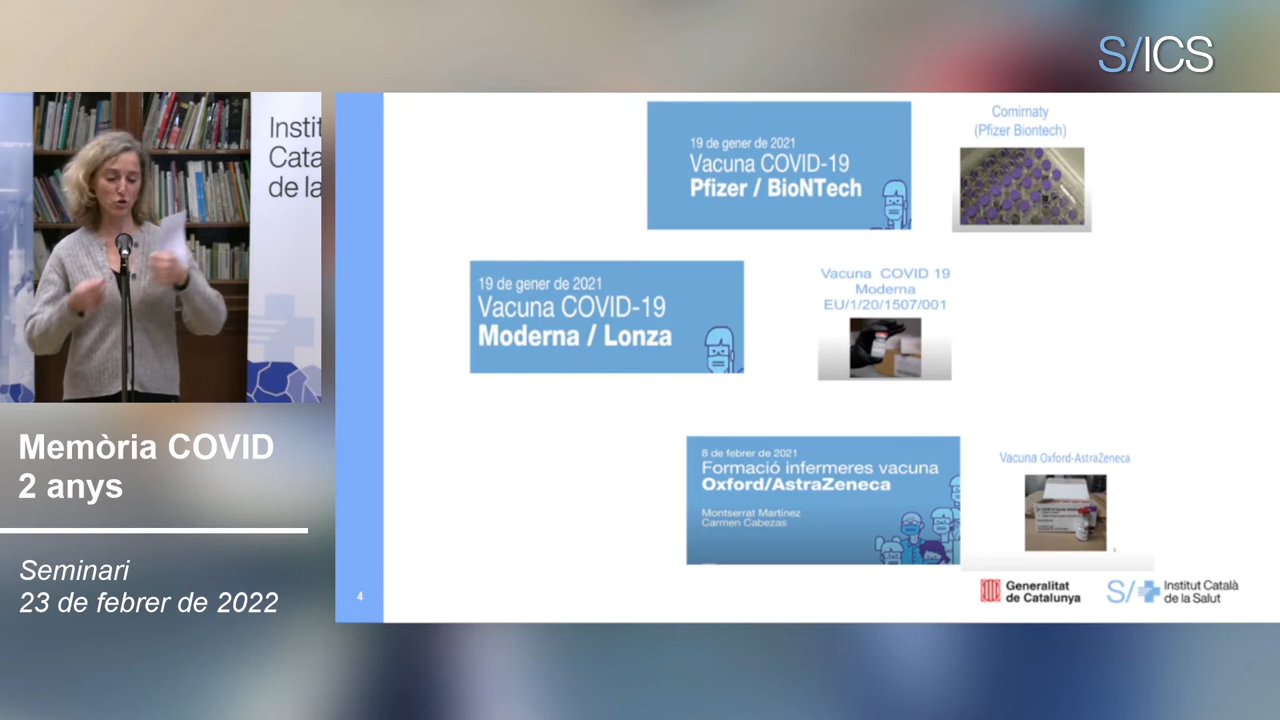 S/ICS
Instit
Cata
de la
Memòria COVID
2 anys
Seminari
23 de febrer de 2022
19 de gener de 2021
Vacuna COVID-19
Pfizer / BioNTech
Comirnaty
(Pfizer Biontech)
19 de gener de 2021
Vacuna COVID-19
Moderna / Lonza
Vacuna COVID 19
Moderna
EU/1/20/1507/001
8 de febrer de 2021
Formació infermeres vacuna
Oxford/AstraZeneca
Montserrat Martínez
Carmen Cabezas
Vacuna Oxford-AstraZeneca
4
Generalitat
de Catalunya
S/
Institut Català
de la Salut